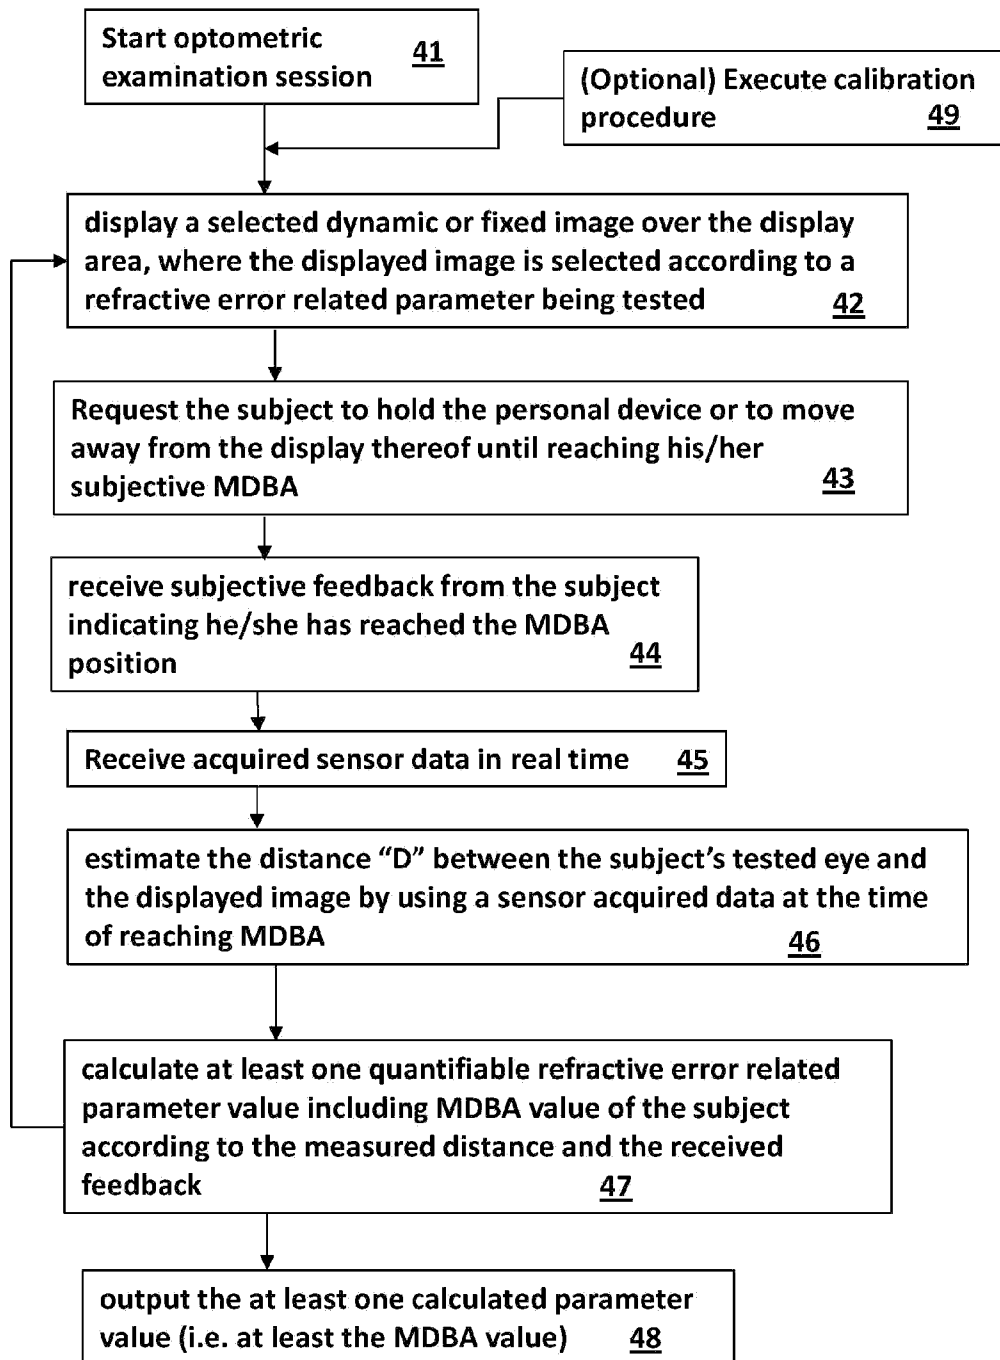 Start optometric
examination session 41
(Optional) Execute calibration
procedure 49
display a selected dynamic or fixed image over the display
area, where the displayed image is selected according to a
refractive error related parameter being tested 42
Request the subject to hold the personal device or to move
away from the display thereof until reaching his/her
subjective MDBA 43
receive subjective feedback from the subject
indicating he/she has reached the MDBA
position 44
Receive acquired sensor data in real time 45
estimate the distance “D” between the subject’s tested eye and
the displayed image by using a sensor acquired data at the time
of reaching MDBA 46
calculate at least one quantifiable refractive error related
parameter value including MDBA value of the subject
according to the measured distance and the received
feedback 47
output the at least one calculated parameter
value (i.e. at least the MDBA value) 48